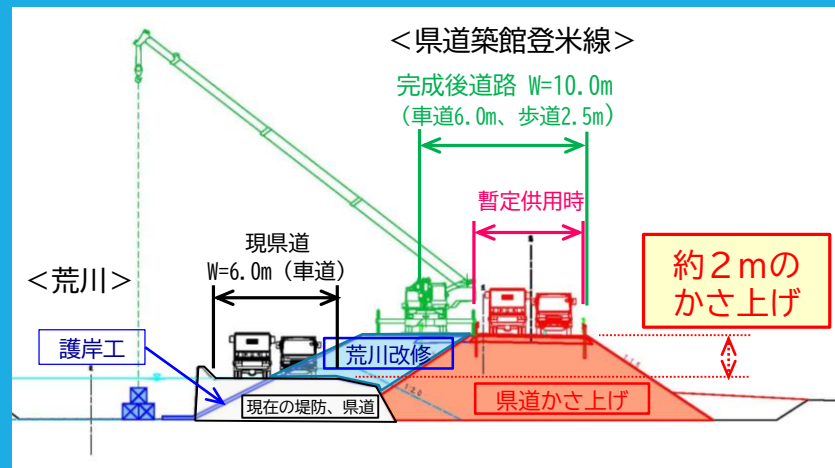 ＜県道築館登米線＞
完成後道路 W=10.0m
（車道6.0m、歩道2.5m）
暫定供用時
現県道
W=6.0m（車道）
＜荒川＞
約２ｍの
かさ上げ
護岸工
荒川改修
1:2.0
県道かさ上げ
現在の堤防、県道